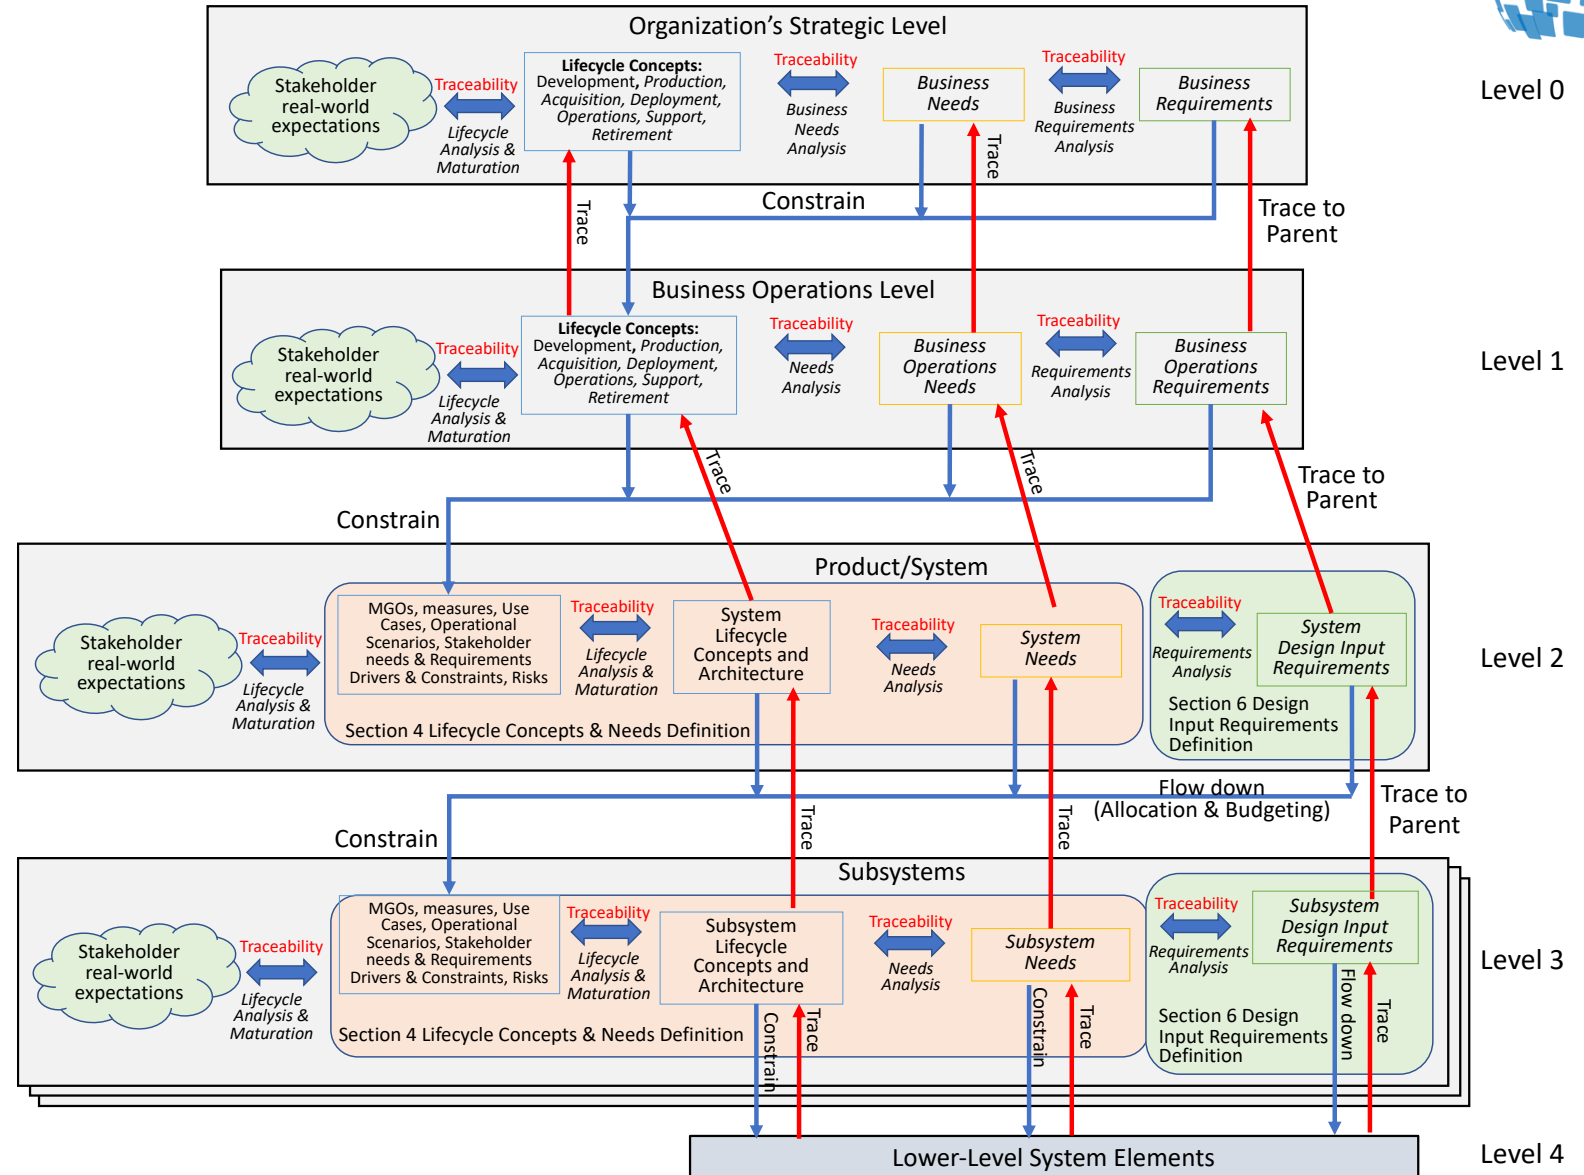 Organization's Strategic Level
Level 0
Stakeholder
real-world
expectations
Traceability
Lifecycle
Analysis &
Maturation
Lifecycle Concepts:
Development, Production,
Acquisition, Deployment,
Operations, Support,
Retirement
Traceability
Business
Needs
Analysis
Business
Needs
Traceability
Business
Requirements
Analysis
Business
Requirements
Trace
Constrain
Trace
Trace to
Parent
Business Operations Level
Level 1
Stakeholder
real-world
expectations
Traceability
Lifecycle
Analysis &
Maturation
Lifecycle Concepts:
Development, Production,
Acquisition, Deployment,
Operations, Support,
Retirement
Traceability
Needs
Analysis
Business
Operations
Needs
Traceability
Requirements
Analysis
Business
Operations
Requirements
Constrain
Trace
Trace
Trace to
Parent
Product/System
Level 2
Stakeholder
real-world
expectations
Traceability
Lifecycle
Analysis &
Maturation
MGOs, measures, Use
Cases, Operational
Scenarios, Stakeholder
needs & Requirements
Drivers & Constraints, Risks
Traceability
Lifecycle
Analysis &
Maturation
System
Lifecycle
Concepts and
Architecture
Traceability
Needs
Analysis
System
Needs
Section 4 Lifecycle Concepts & Needs Definition
Traceability
Requirements
Analysis
System
Design Input
Requirements
Section 6 Design
Input Requirements
Definition
Constrain
Trace
Trace
Flow down
(Allocation & Budgeting)
Trace to
Parent
Subsystems
Level 3
Stakeholder
real-world
expectations
Traceability
Lifecycle
Analysis &
Maturation
MGOs, measures, Use
Cases, Operational
Scenarios, Stakeholder
needs & Requirements
Drivers & Constraints, Risks
Traceability
Lifecycle
Analysis &
Maturation
Subsystem
Lifecycle
Concepts and
Architecture
Traceability
Needs
Analysis
Subsystem
Needs
Section 4 Lifecycle Concepts & Needs Definition
Traceability
Requirements
Analysis
Subsystem
Design Input
Requirements
Section 6 Design
Input Requirements
Definition
Constrain
Trace
Constrain
Trace
Flow down
Trace
Lower-Level System Elements
Level 4